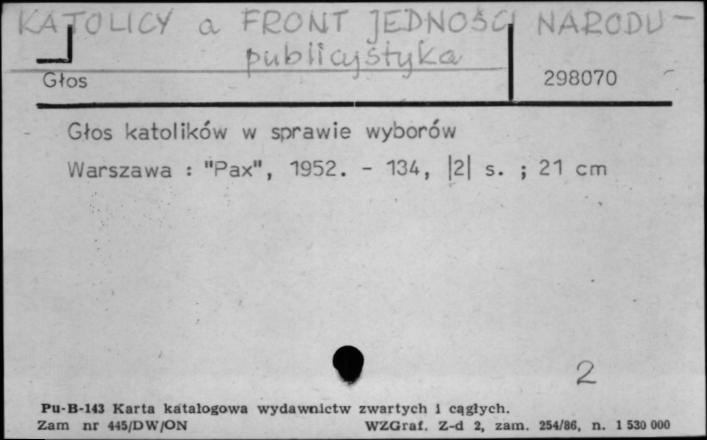 KATOLICY a FRONT JEDNOŚCI NARODU -
publicystyka
Głos
298070
Głos katolików w sprawie wyborów
Warszawa : "Pax", 1952. - 134, |2| s. ; 21 cm
2
Pu-B-143 Karta katalogowa wydawnictw zwartych i ciągłych.
Zam nr 445/DW/ON WZGraf. Z-d 2, zam. 254/86, n. 1 530 000